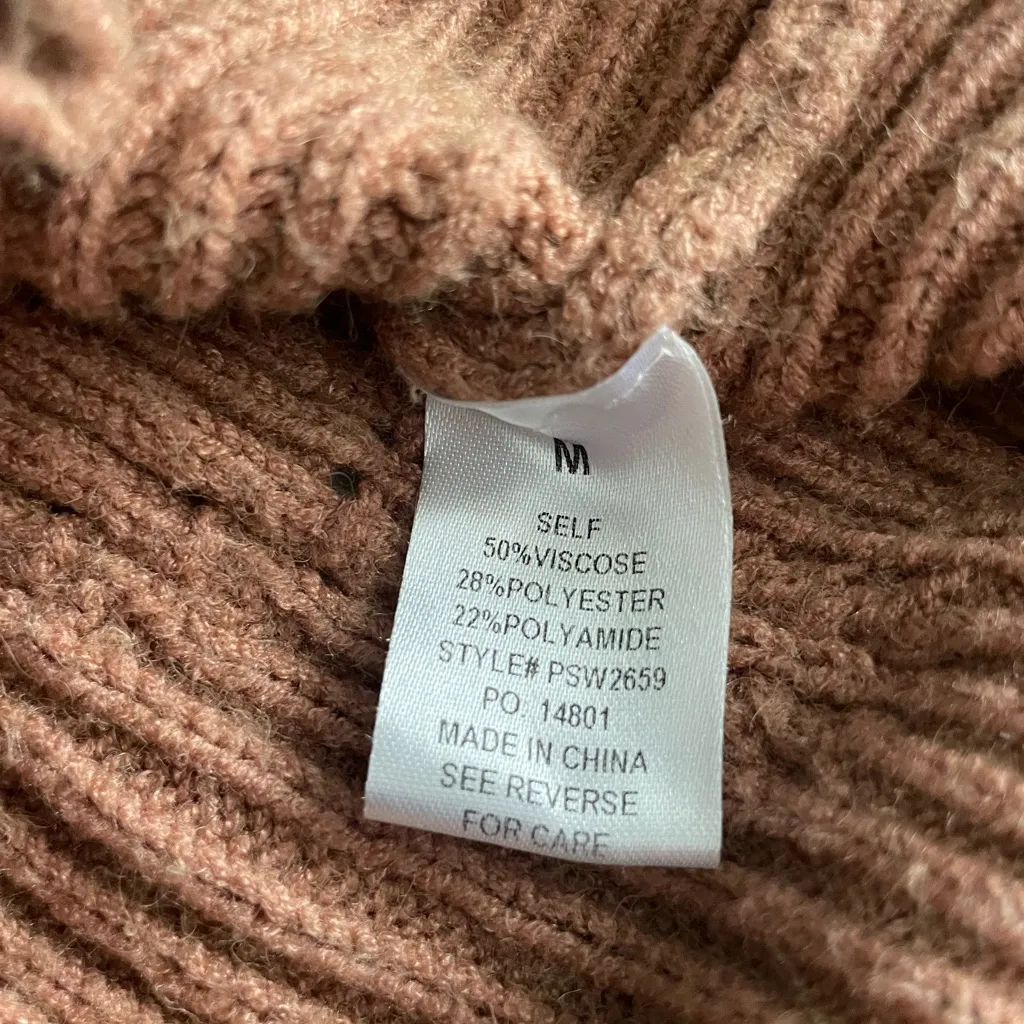 M
SELF
50%VISCOSE
28%POLYESTER
22%POLYAMIDE
STYLE# PSW2659
PO. 14801
MADE IN CHINA
SEE REVERSE
FOR CARE